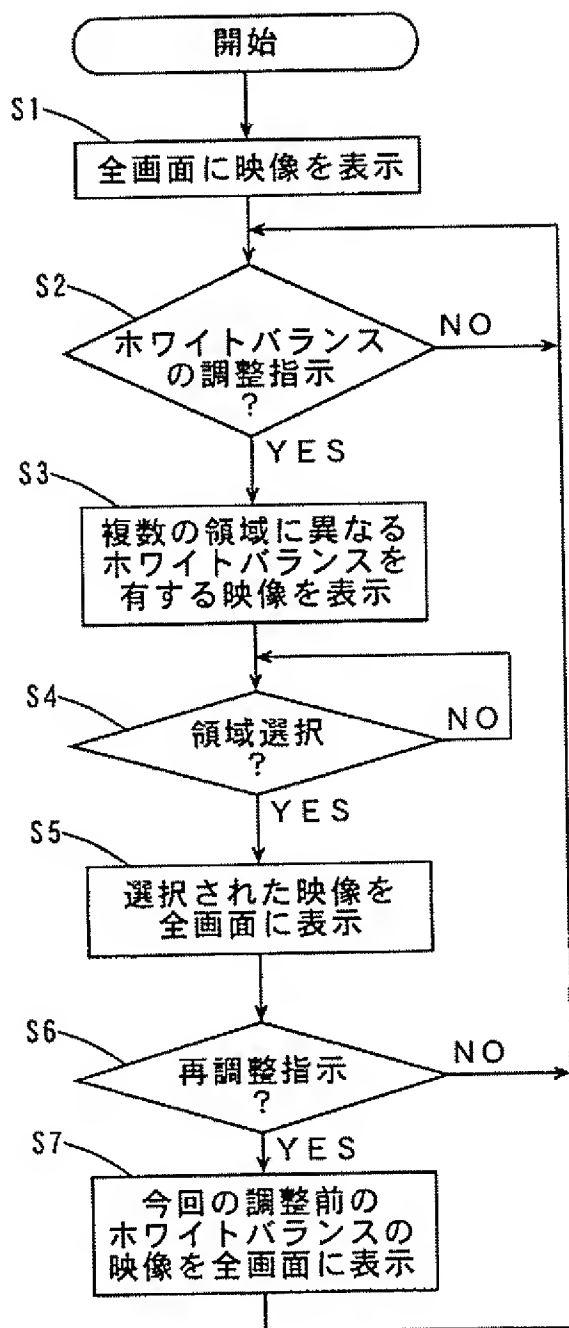 開始
S1
全画面に映像を表示
S2
ホワイトバランス
の調整指示
?
NO
YES
S3
複数の領域に異なる
ホワイトバランスを
有する映像を表示
S4
領域選択
?
NO
YES
S5
選択された映像を
全画面に表示
S6
再調整指示
?
NO
YES
S7
今回の調整前の
ホワイトバランスの
映像を全画面に表示